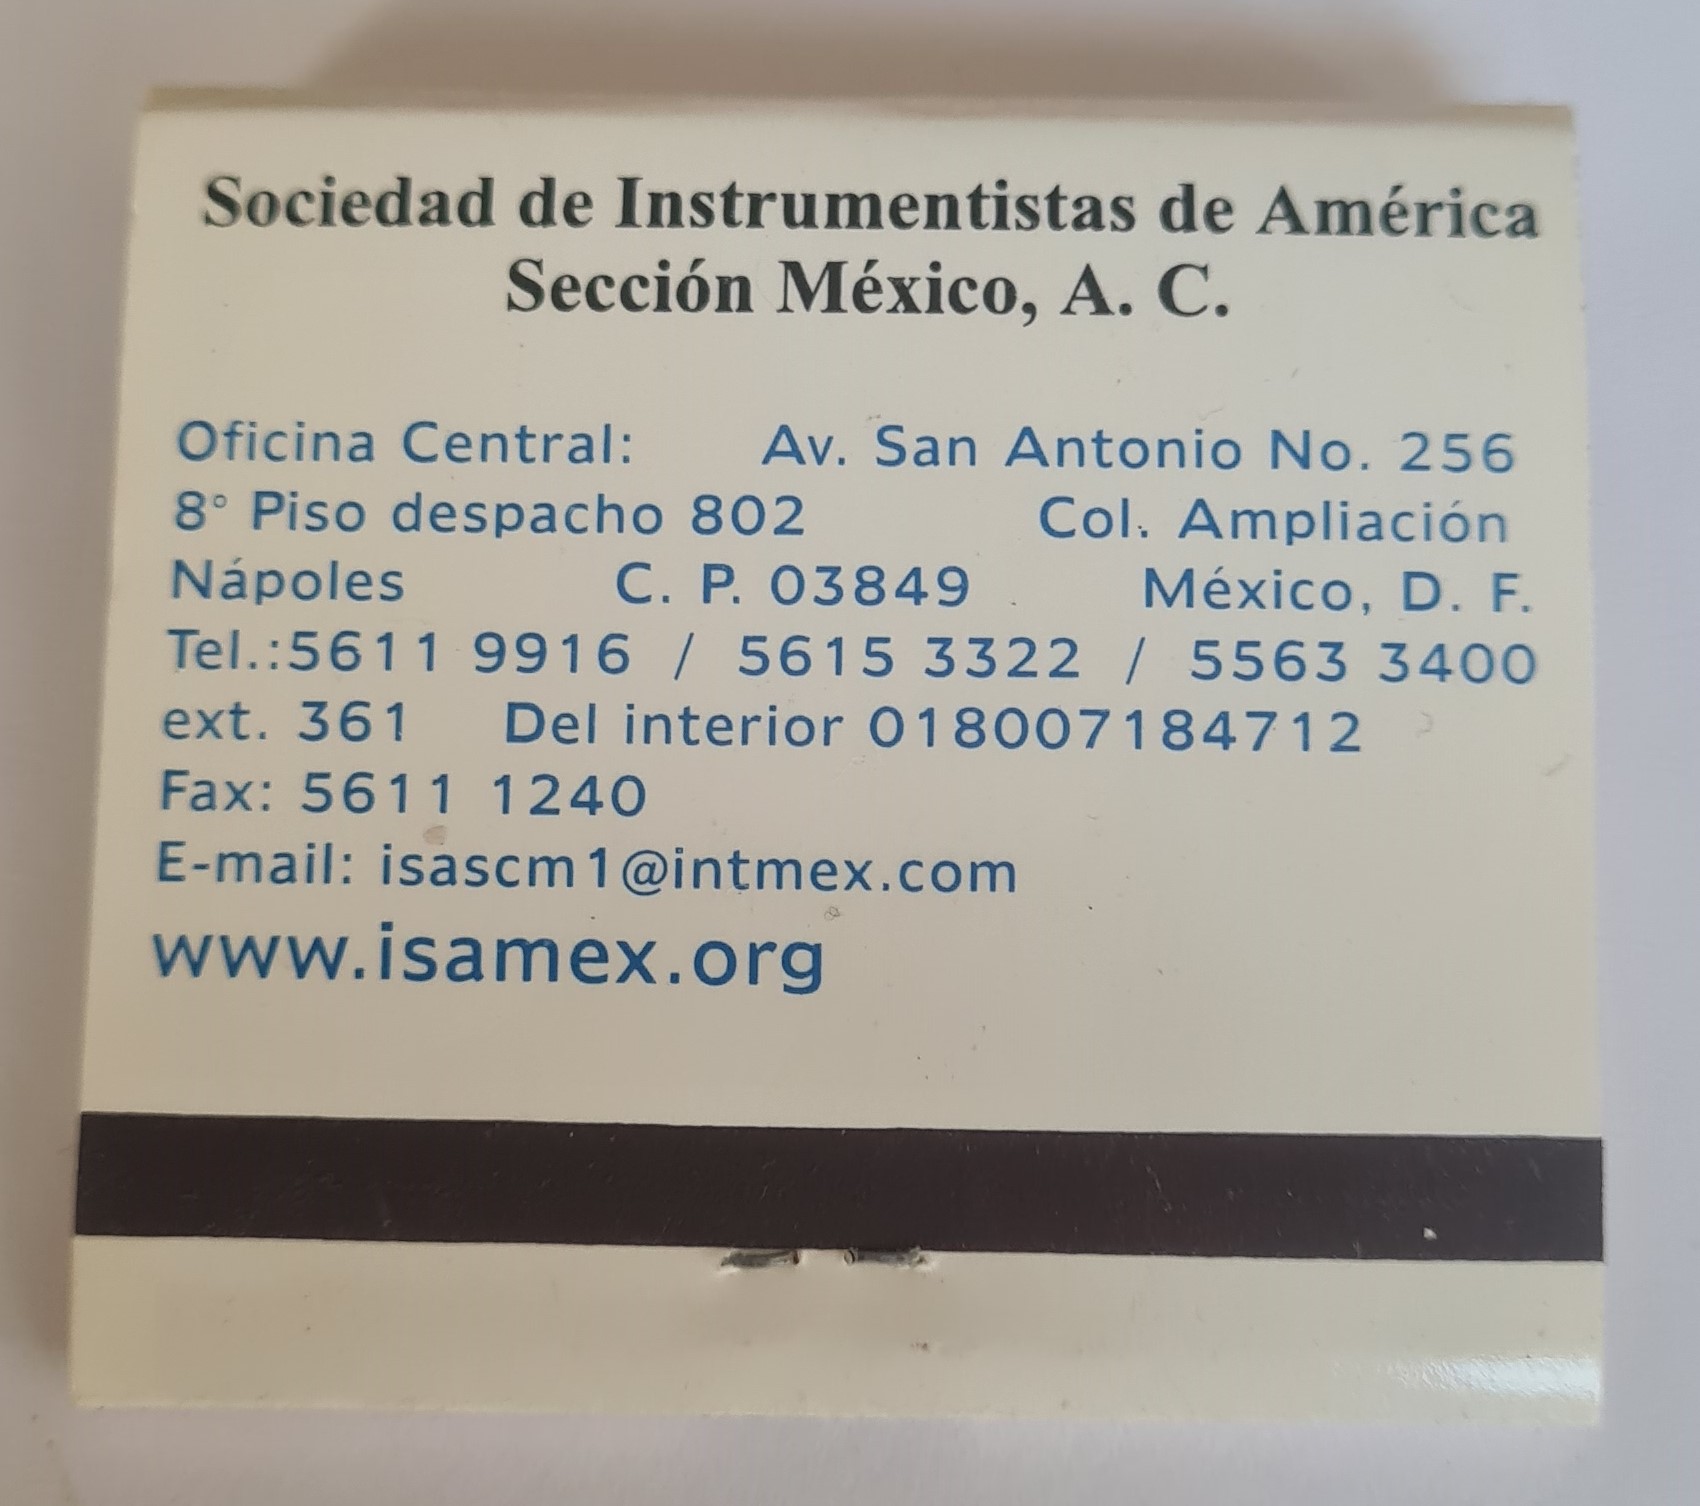 Sociedad de Instrumentistas de América
Sección México, A. C.
Oficina Central: Av. San Antonio No. 256
8° Piso despacho 802 Col. Ampliación
Nápoles C. P. 03849 México, D. F.
Tel.:5611 9916 / 5615 3322 / 5563 3400
ext. 361 Del interior 018007184712
Fax: 5611 1240
E-mail: isascm1@intmex.com
www.isamex.org